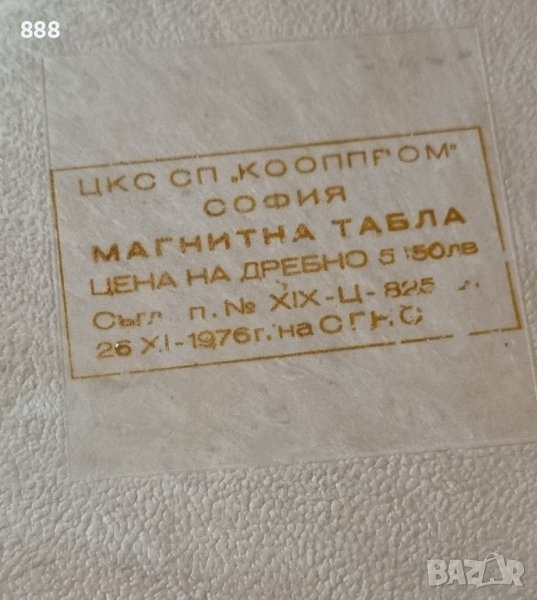 888
ЦКС СП „КООППРОМ"
СОФИЯ
МАГНИТНА ТАБЛА
ЦЕНА НА ДРЕБНО 5 50лв
Съгл п. № XIX-Ц-825
26 XI-1976г. на
BAZAR